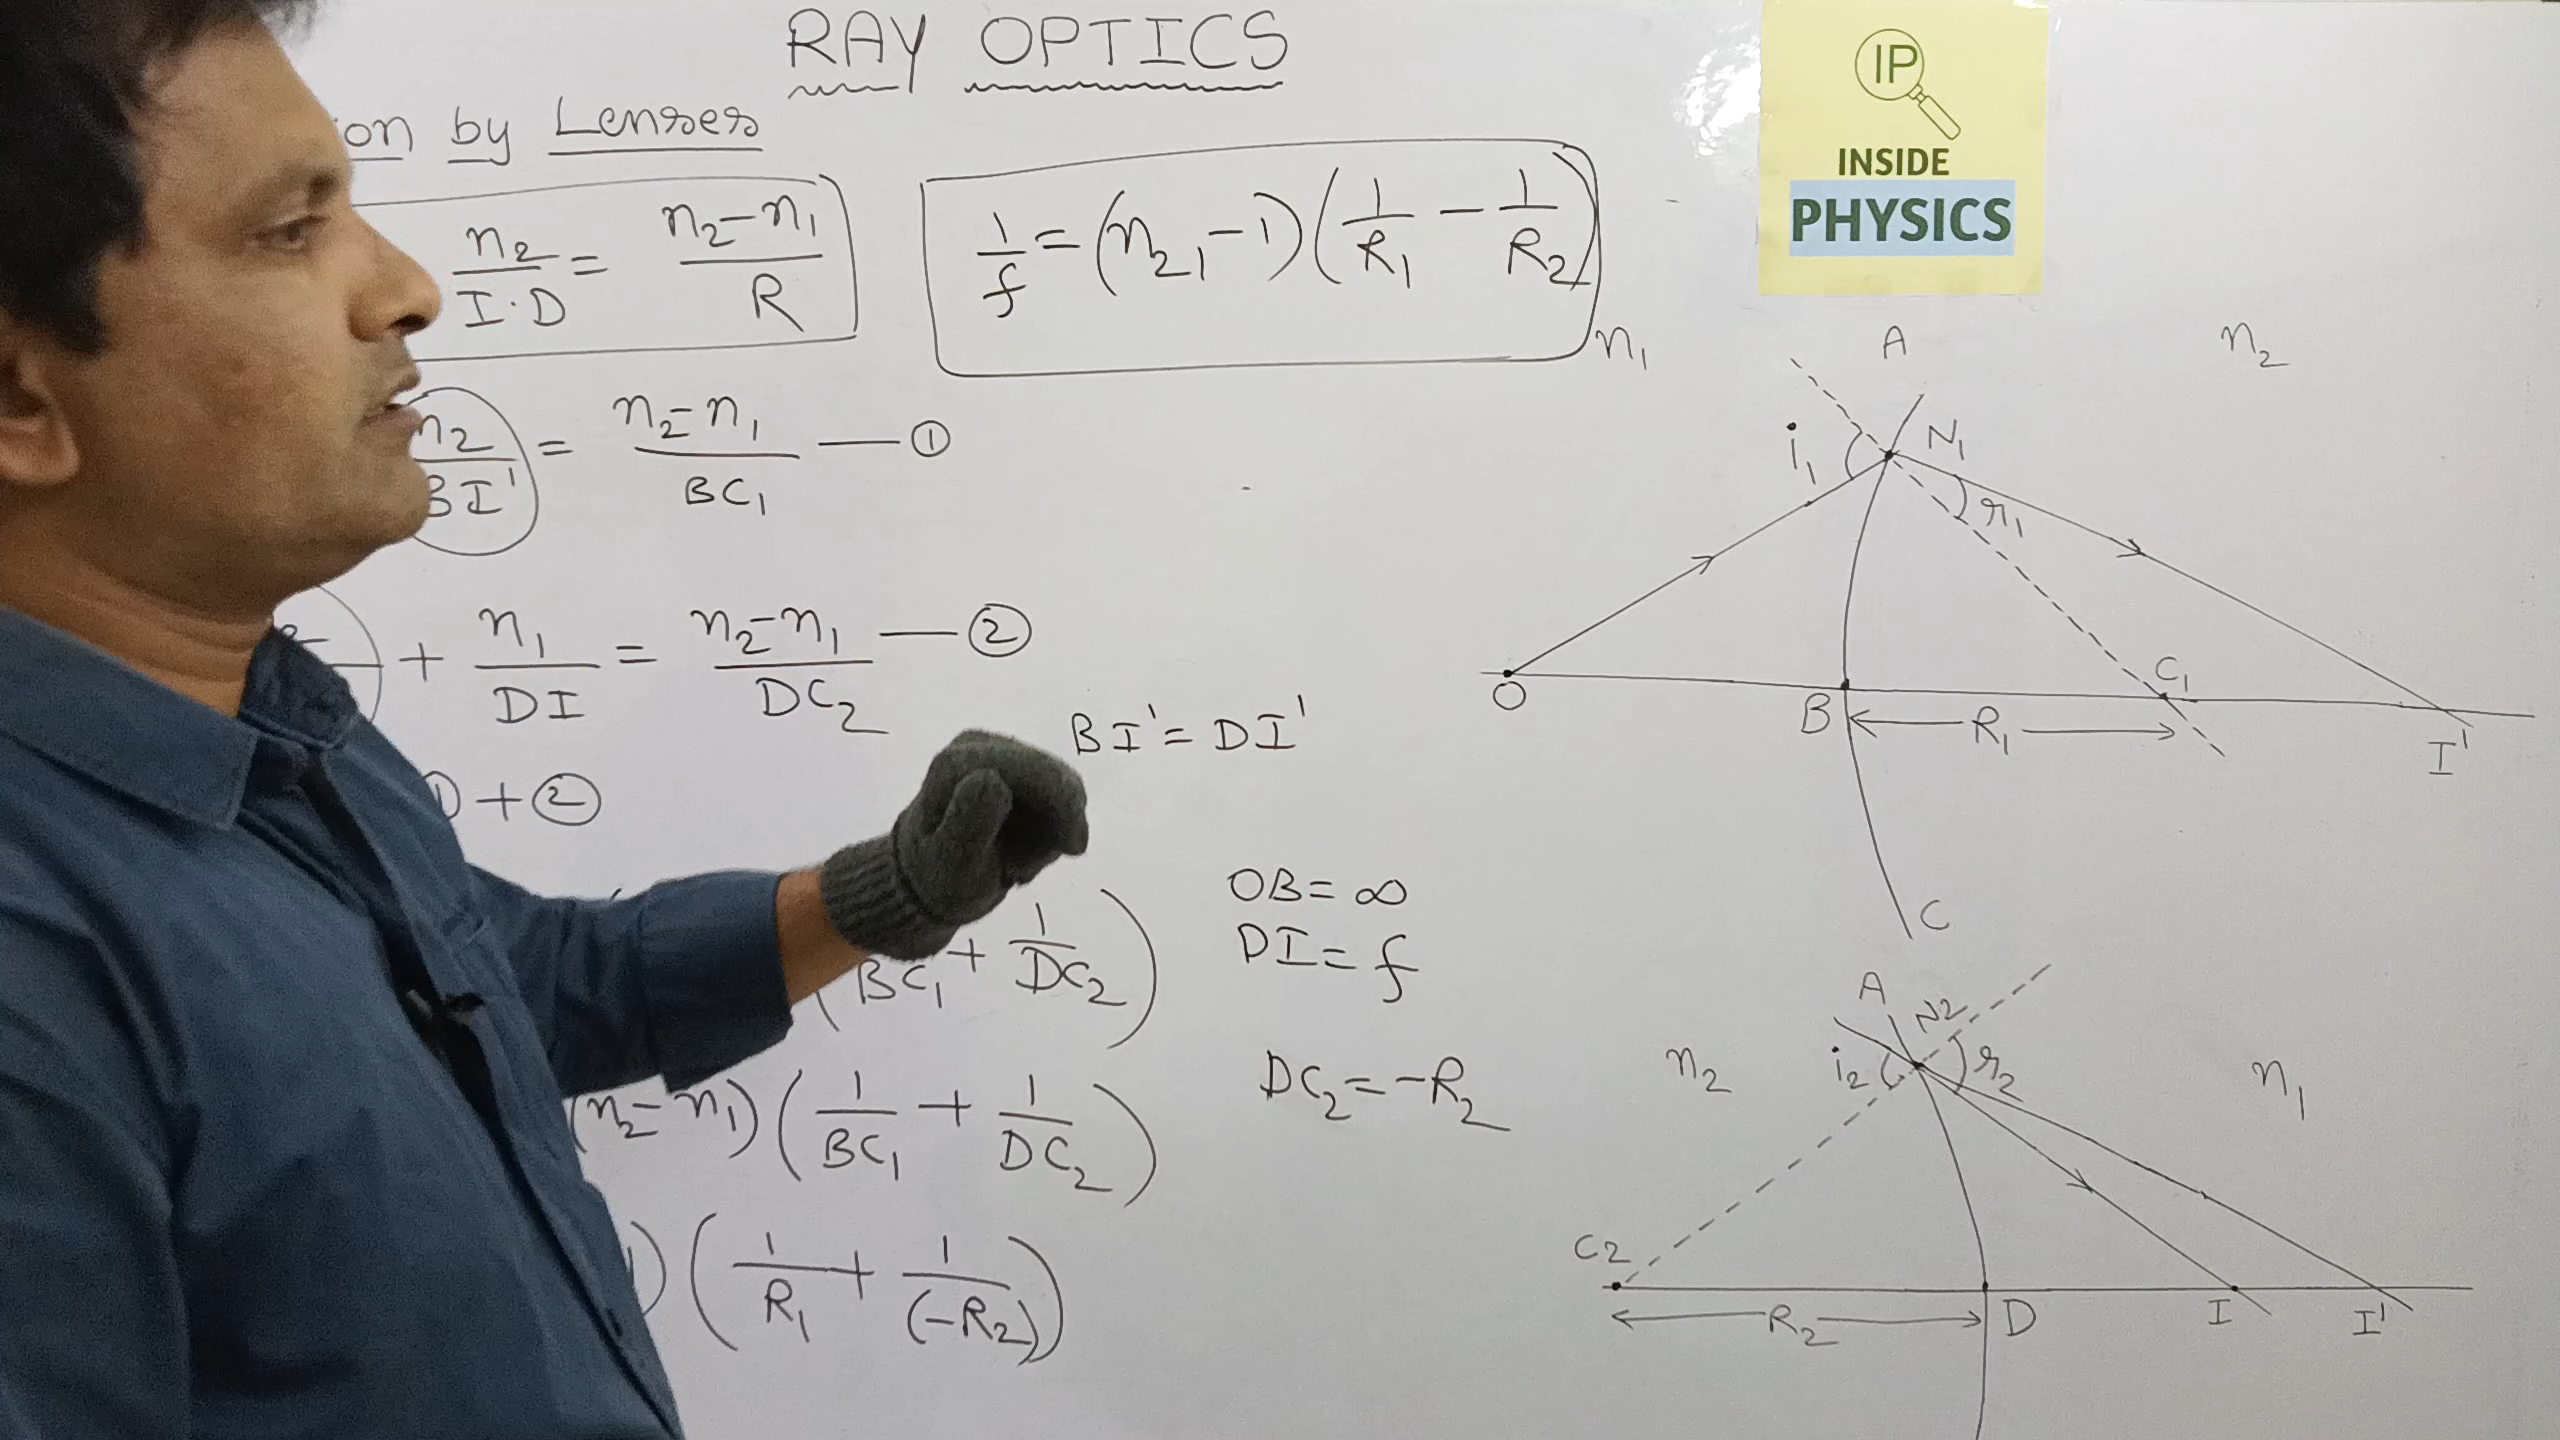 RAY OPTICS
on by Lenses
n₂/I·D = (n₂-n₁)/R
1/f = (n₂₁-1)(1/R₁ - 1/R₂)
IP
INSIDE
PHYSICS
n₂/BI' = (n₂-n₁)/BC₁ — ①
+ n₁/DI = (n₂-n₁)/DC₂ — ②
BI' = DI'
+ ②
BC₁ + 1/DC₂)
OB = ∞
DI = f
(n₂-n₁)(1/BC₁ + 1/DC₂)
DC₂ = -R₂
) (1/R₁ + 1/(-R₂))
n₁
A
n₂
i₁
N₁
r₁
O
B
R₁
C₁
I'
C
A
N₂
n₂
i₂
r₂
n₁
C₂
R₂
D
I
I'